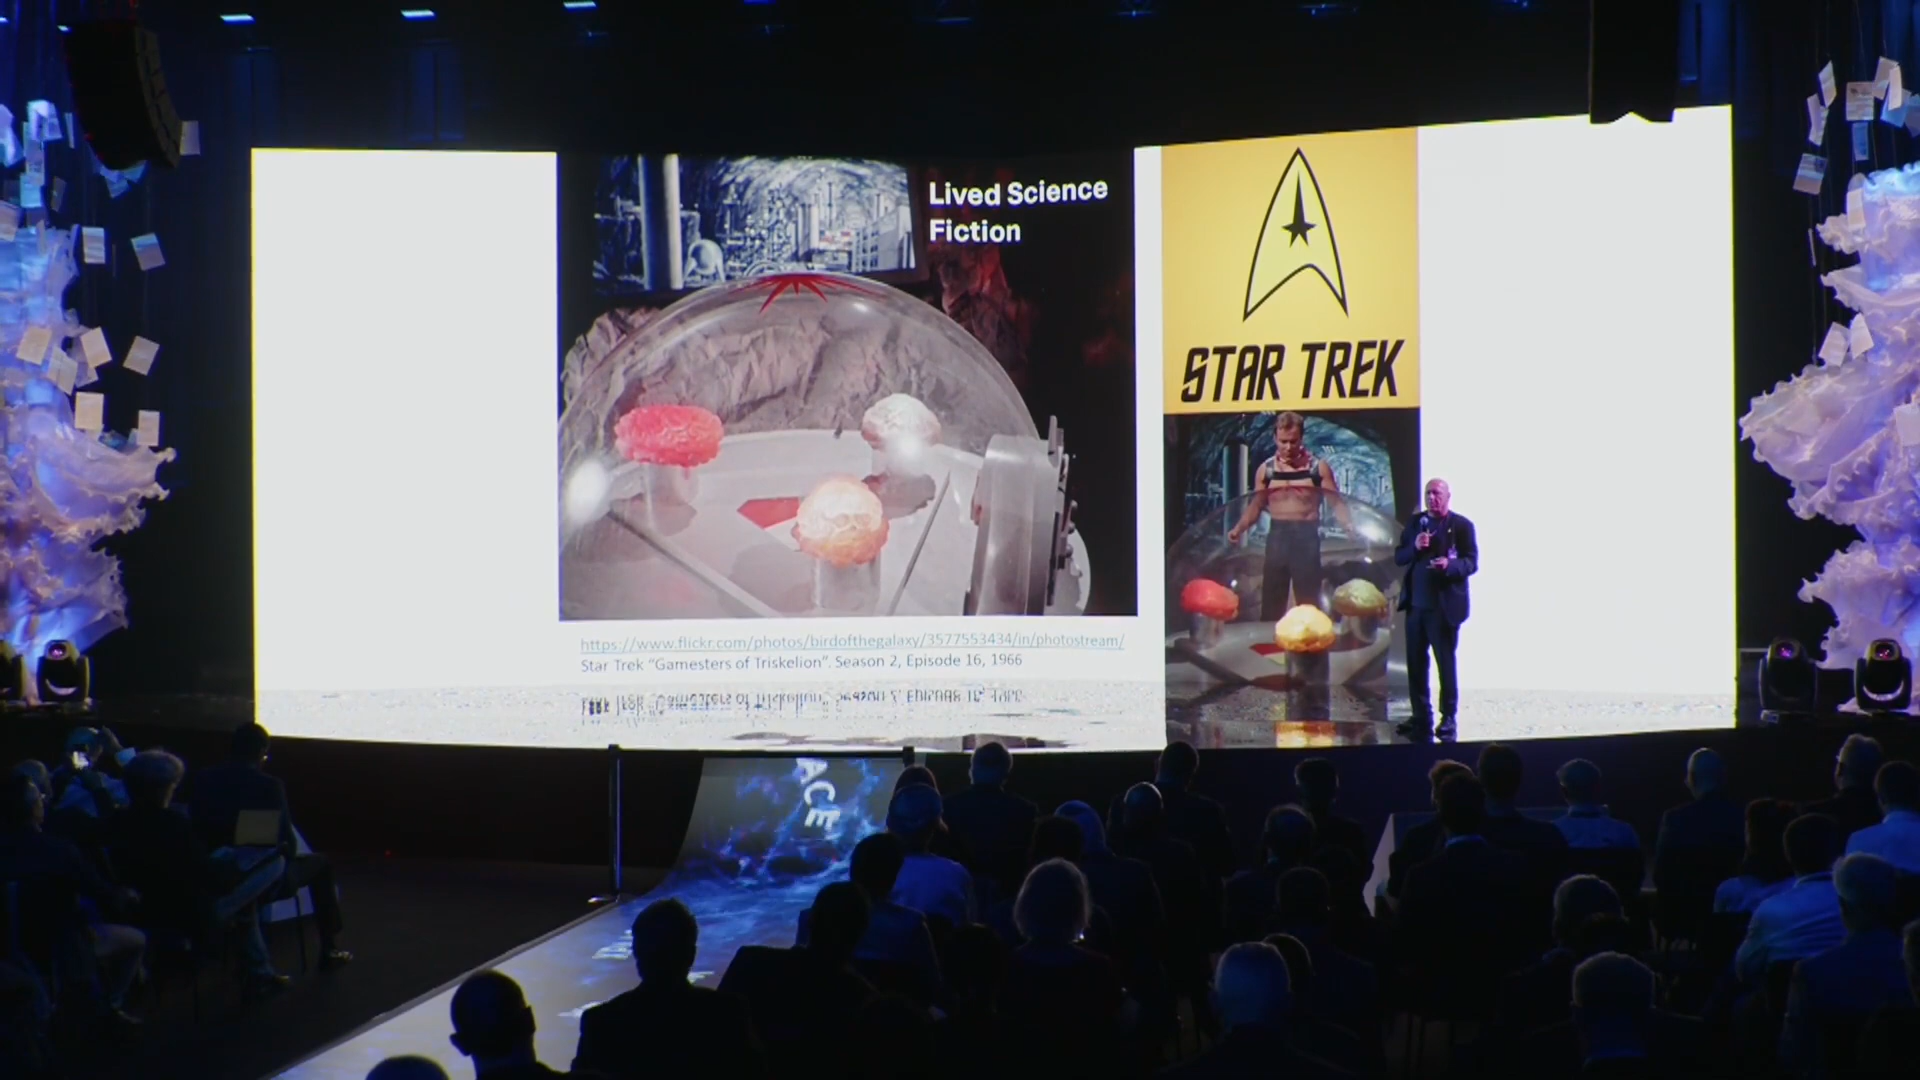 Lived Science
Fiction
STAR TREK
https://www.flickr.com/photos/birdofthegalaxy/3577553434/in/photostream/
Star Trek “Gamesters of Triskelion”. Season 2, Episode 16, 1966
ACE